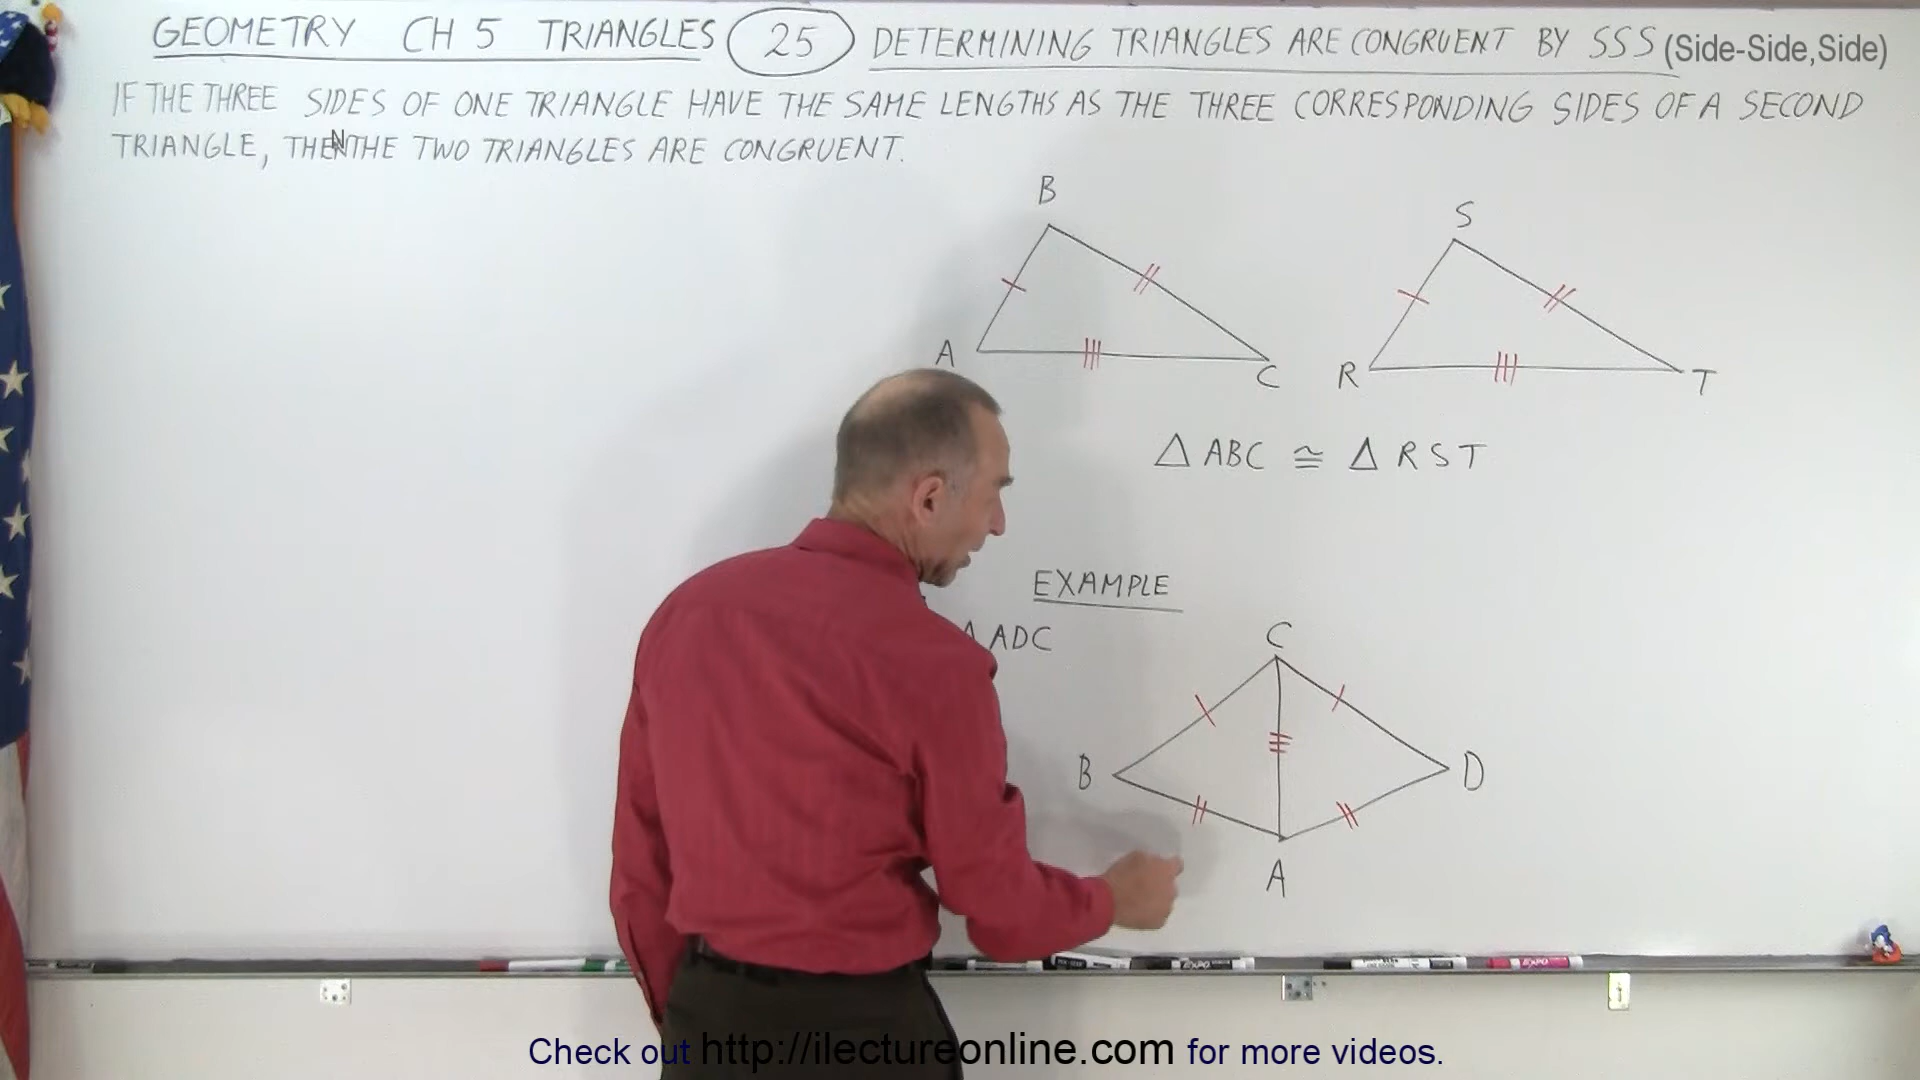 GEOMETRY CH 5 TRIANGLES 25 DETERMINING TRIANGLES ARE CONGRUENT BY SSS (Side-Side,Side)
IF THE THREE SIDES OF ONE TRIANGLE HAVE THE SAME LENGTHS AS THE THREE CORRESPONDING SIDES OF A SECOND
TRIANGLE, THEN THE TWO TRIANGLES ARE CONGRUENT.
B
S
A
C
R
T
△ ABC ≅ △ RST
EXAMPLE
△ ADC
C
B
D
A
EXPO
EXPO
Check out http://ilectureonline.com for more videos.